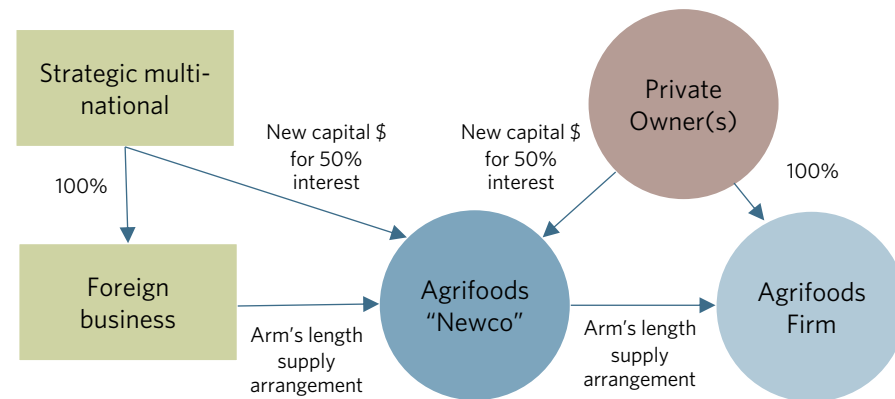 Strategic multi-
national
Private
Owner(s)
New capital $
for 50%
interest
New capital $
for 50%
interest
100%
100%
Foreign
business
Agrifoods
“Newco”
Agrifoods
Firm
Arm’s length
supply
arrangement
Arm’s length
supply
arrangement